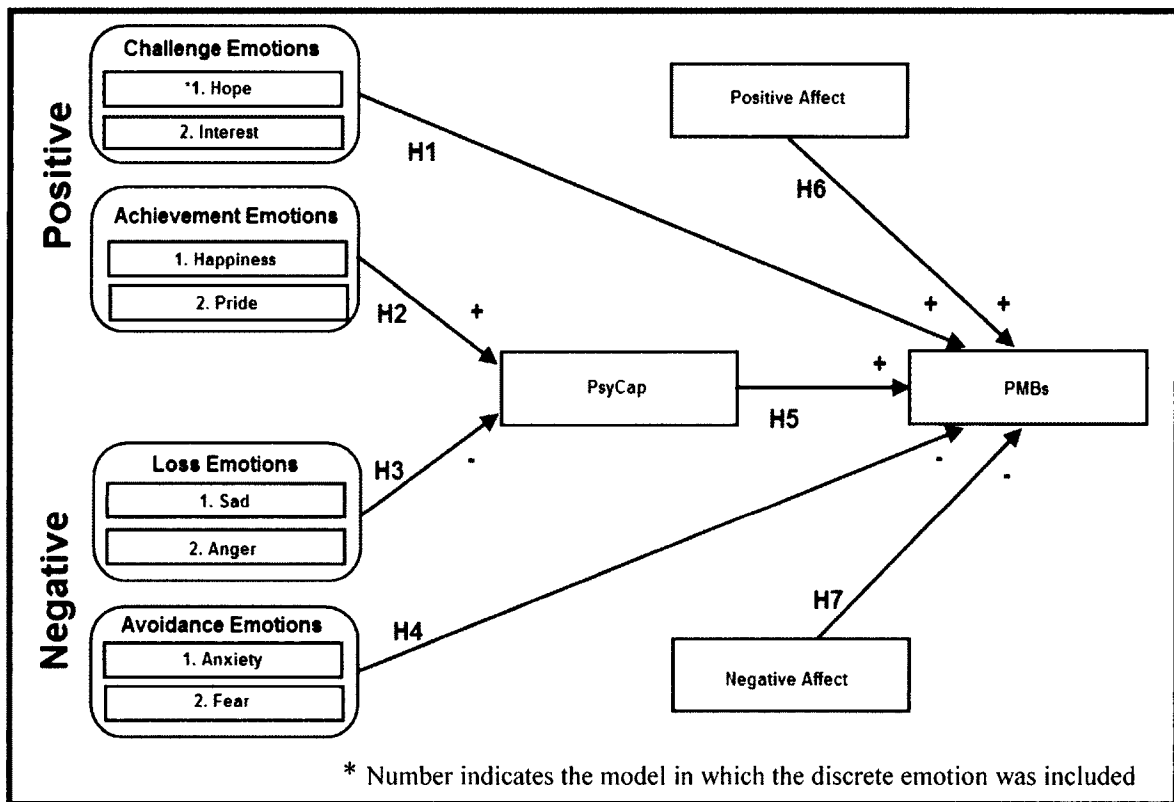 Positive
Challenge Emotions
*1. Hope
2. Interest
Achievement Emotions
1. Happiness
2. Pride
Negative
Loss Emotions
1. Sad
2. Anger
Avoidance Emotions
1. Anxiety
2. Fear
H1
H2
+
H3
-
H4
PsyCap
H5
+
Positive Affect
H6
+
+
PMBs
-
-
H7
Negative Affect
* Number indicates the model in which the discrete emotion was included